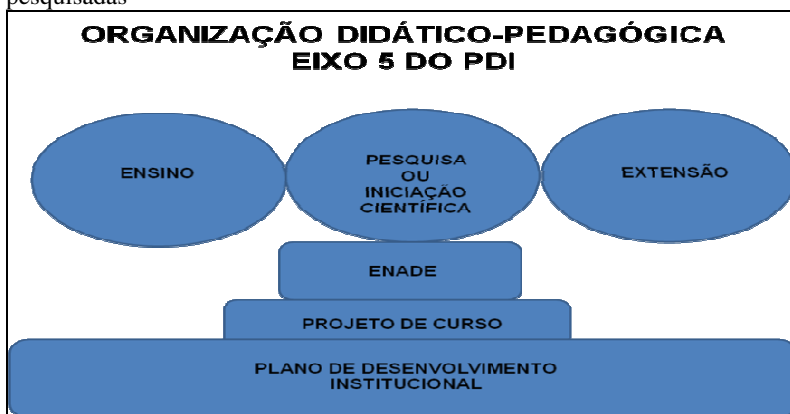 pesquisadas
ORGANIZAÇÃO DIDÁTICO-PEDAGÓGICA
EIXO 5 DO PDI
ENSINO
PESQUISA
OU
INICIAÇÃO
CIENTÍFICA
EXTENSÃO
ENADE
PROJETO DE CURSO
PLANO DE DESENVOLVIMENTO
INSTITUCIONAL